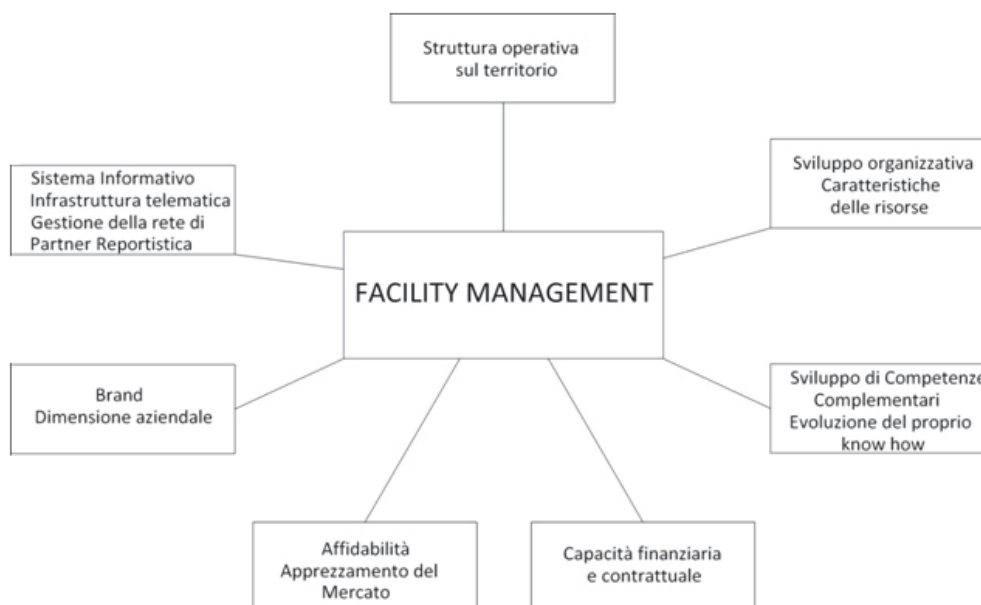 Struttura operativa
sul territorio
Sistema Informativo
Infrastruttura telematica
Gestione della rete di
Partner Reportistica
Sviluppo organizzativa
Caratteristiche
delle risorse
FACILITY MANAGEMENT
Brand
Dimensione aziendale
Sviluppo di Competenze
Complementari
Evoluzione del proprio
know how
Affidabilità
Apprezzamento del
Mercato
Capacità finanziaria
e contrattuale